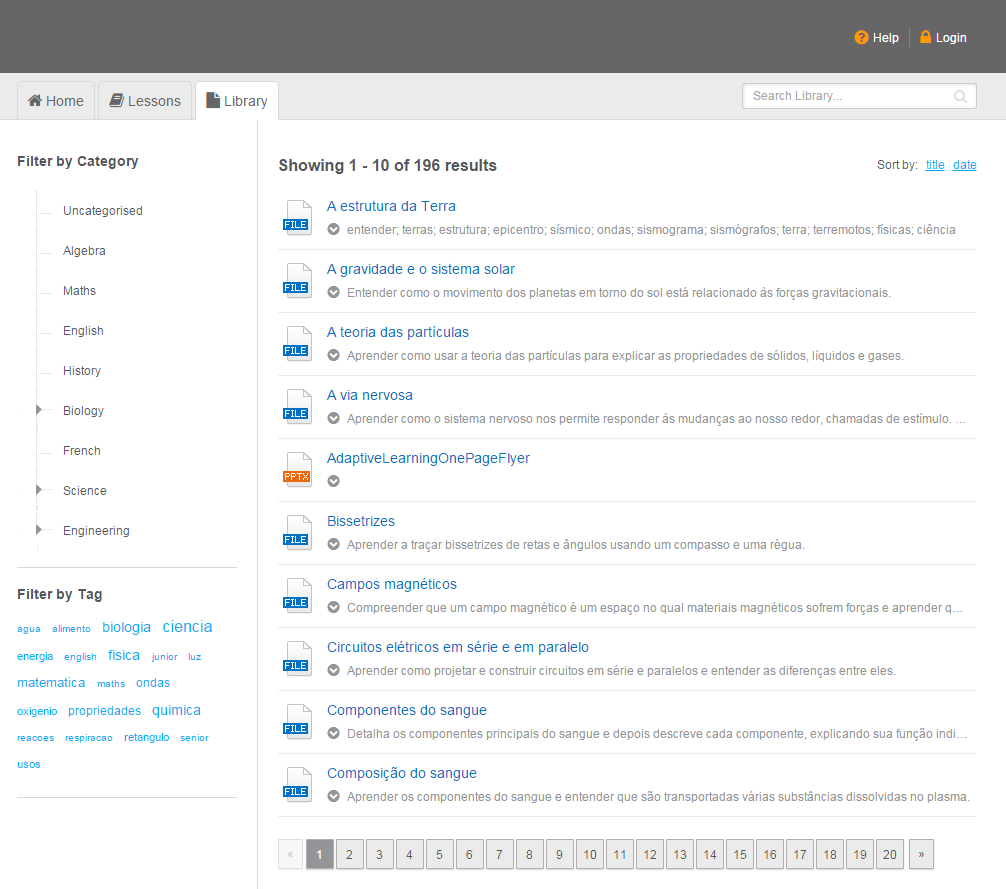 Help Login
Home Lessons Library Search Library...
Filter by Category
Uncategorised
Algebra
Maths
English
History
Biology
French
Science
Engineering
Filter by Tag
agua alimento biologia ciencia
energia english fisica junior luz
matematica maths ondas
oxigenio propriedades quimica
reacoes respiracao retangulo senior
usos
Showing 1 - 10 of 196 results
Sort by: title date
FILE A estrutura da Terra
entender; terras; estrutura; epicentro; sísmico; ondas; sismograma; sismógrafos; terra; terremotos; físicas; ciência
FILE A gravidade e o sistema solar
Entender como o movimento dos planetas em torno do sol está relacionado às forças gravitacionais.
FILE A teoria das partículas
Aprender como usar a teoria das partículas para explicar as propriedades de sólidos, líquidos e gases.
FILE A via nervosa
Aprender como o sistema nervoso nos permite responder às mudanças ao nosso redor, chamadas de estímulo. ...
PPTX AdaptiveLearningOnePageFlyer
FILE Bissetrizes
Aprender a traçar bissetrizes de retas e ângulos usando um compasso e uma régua.
FILE Campos magnéticos
Compreender que um campo magnético é um espaço no qual materiais magnéticos sofrem forças e aprender q...
FILE Circuitos elétricos em série e em paralelo
Aprender como projetar e construir circuitos em série e paralelos e entender as diferenças entre eles.
FILE Componentes do sangue
Detalha os componentes principais do sangue e depois descreve cada componente, explicando sua função indi...
FILE Composição do sangue
Aprender os componentes do sangue e entender que são transportadas várias substâncias dissolvidas no plasma.
« 1 2 3 4 5 6 7 8 9 10 11 12 13 14 15 16 17 18 19 20 »